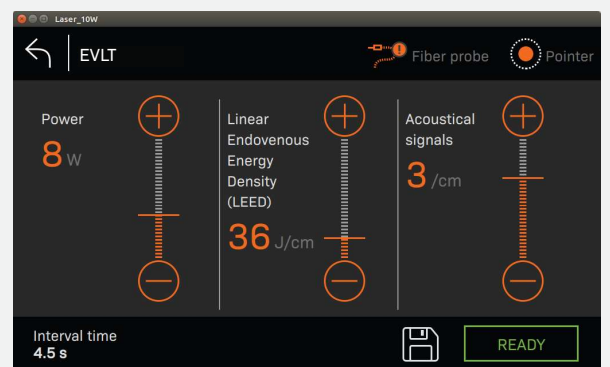 Laser_10W
EVLT
Fiber probe
Pointer
Power
8 W
Linear
Endovenous
Energy
Density
(LEED)
36 J/cm
Acoustical
signals
3 /cm
Interval time
4.5 s
READY